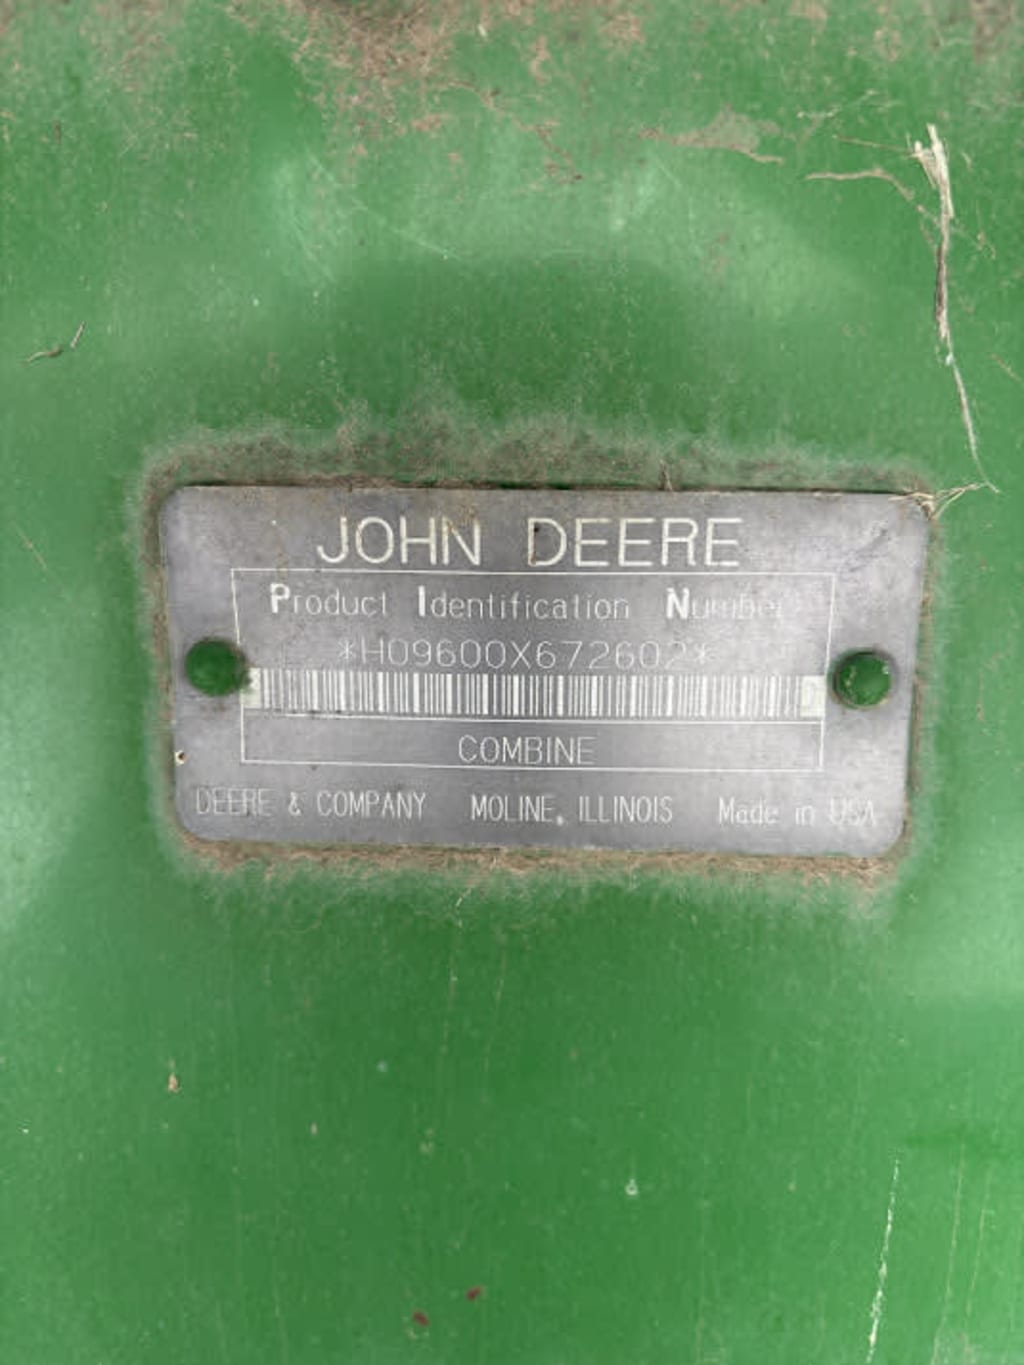 JOHN DEERE
Product Identification Number
*H09600X672602*
COMBINE
DEERE & COMPANY MOLINE, ILLINOIS Made in USA